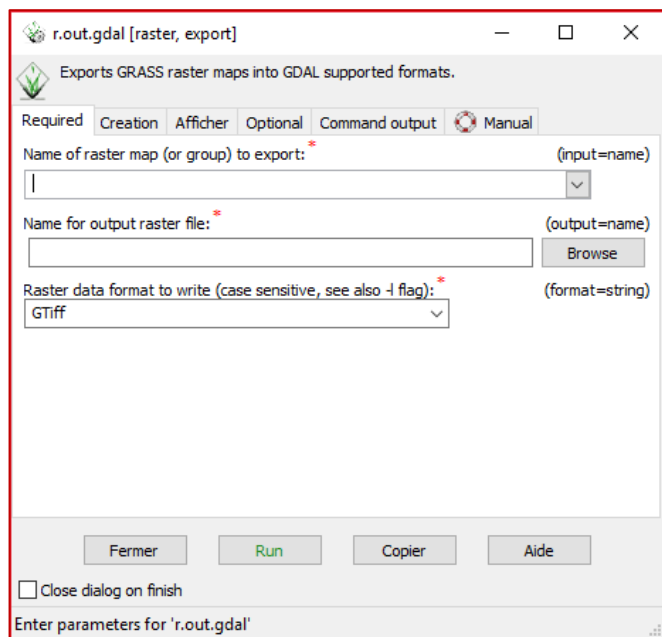 r.out.gdal [raster, export]
Exports GRASS raster maps into GDAL supported formats.
Required Creation Afficher Optional Command output Manual
Name of raster map (or group) to export:* (input=name)
Name for output raster file:* (output=name)
Browse
Raster data format to write (case sensitive, see also -l flag):* (format=string)
GTiff
Fermer Run Copier Aide
Close dialog on finish
Enter parameters for 'r.out.gdal'